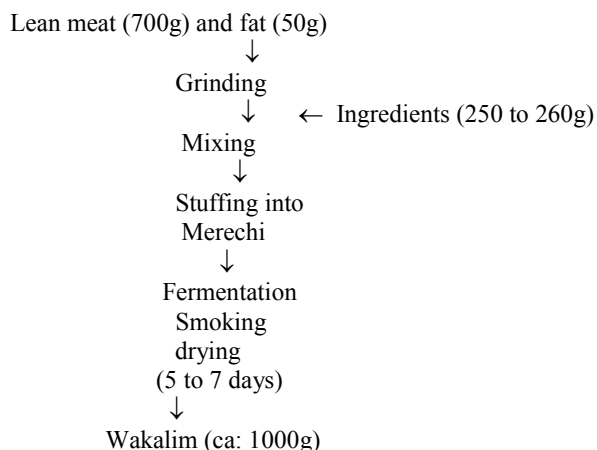 Lean meat (700g) and fat (50g)
↓
Grinding
↓ ← Ingredients (250 to 260g)
Mixing
↓
Stuffing into
Merechi
↓
Fermentation
Smoking
drying
(5 to 7 days)
↓
Wakalim (ca: 1000g)